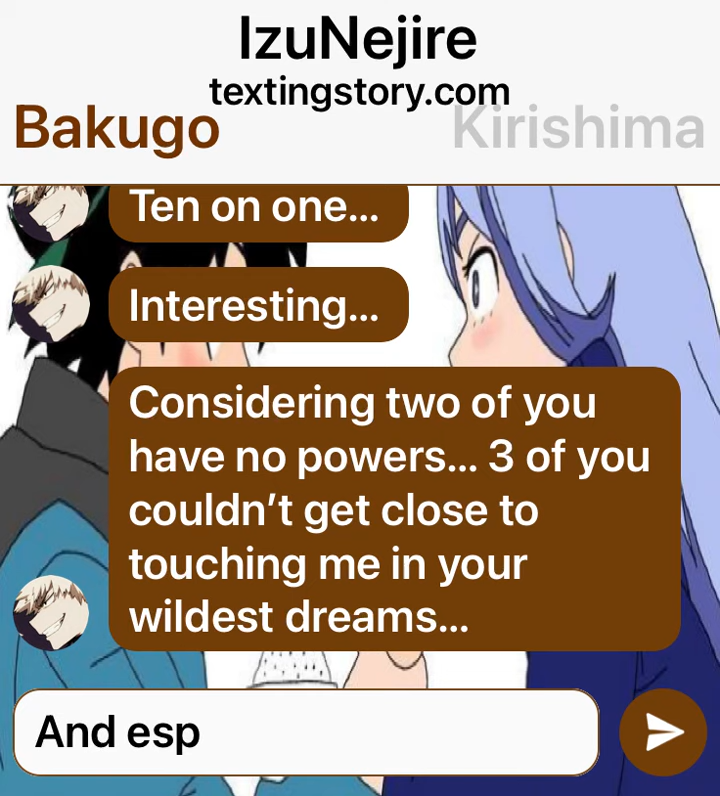 IzuNejire
textingstory.com
Bakugo
Kirishima
Ten on one...
Interesting...
Considering two of you
have no powers... 3 of you
couldn’t get close to
touching me in your
wildest dreams...
And esp